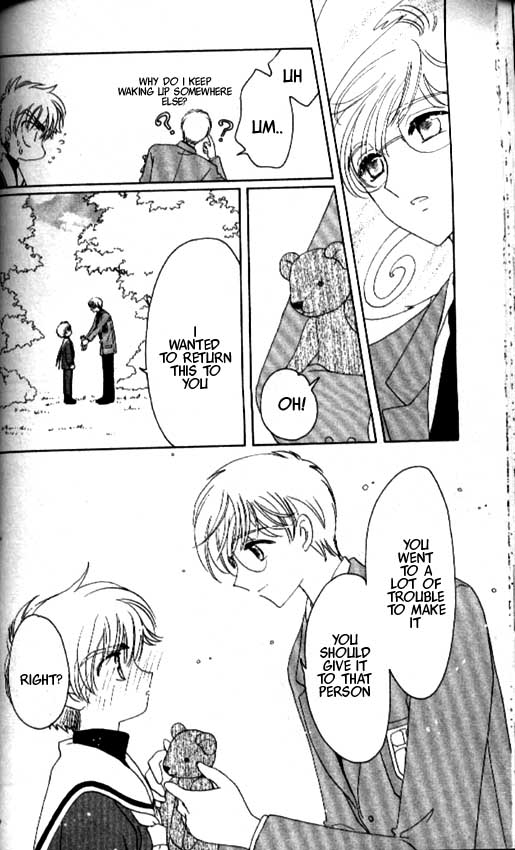 UH
UM..
WHY DO I KEEP
WAKING UP SOMEWHERE
ELSE?
?
?
OH!
I
WANTED
TO RETURN
THIS TO
YOU
YOU
WENT
TO A
LOT OF
TROUBLE
TO MAKE
IT
YOU
SHOULD
GIVE IT
TO THAT
PERSON
RIGHT?